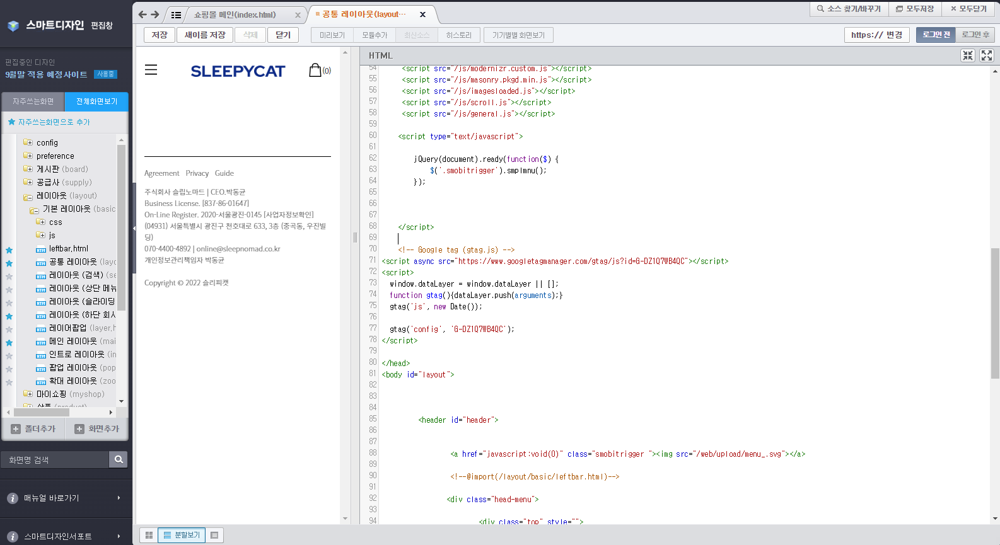 쇼핑몰 메인(index.html) ×
공통 레이아웃(layout··· ×
소스 찾기/바꾸기
모두저장
모두닫기
스마트디자인 편집창
저장
새이름 저장
삭제
닫기
미리보기
모듈추가
최신소스
히스토리
기기별별 화면보기
https:// 변경
로그인 전
로그인 후
편집중인 디자인
9월말 적용 예정사이트 사용중
자주쓰는화면
전체화면보기
자주쓰는화면으로 추가
config
preference
게시판 (board)
공급사 (supply)
레이아웃 (layout)
기본 레이아웃 (basic
css
js
leftbar.html
공통 레이아웃 (layo
레이아웃 (검색) (se
레이아웃 (상단 메뉴
레이아웃 (슬라이딩
레이아웃 (하단 회사
레이어팝업 (layer.h
메인 레이아웃 (mai
인트로 레이아웃 (in
팝업 레이아웃 (pop
확대 레이아웃 (zoo
마이쇼핑 (myshop)
상품 (product)
폴더추가
화면추가
화면명 검색
매뉴얼 바로가기
스마트디자인서포트
SLEEPYCAT
(0)
Agreement Privacy Guide
주식회사 슬립노마드 | CEO.박동균
Business License. [837-86-01647]
On-Line Register. 2020-서울광진-0145 [사업자정보확인]
(04931) 서울특별시 광진구 천호대로 633, 3층 (중곡동, 우진빌
딩)
070-4400-4892 | online@sleepnomad.co.kr
개인정보관리책임자 박동균
Copyright © 2022 슬리피캣
HTML
54 <script src="/js/modernizr.custom.js"></script>
55 <script src="/js/masonry.pkgd.min.js"></script>
56 <script src="/js/imagesloaded.js"></script>
57 <script src="/js/scroll.js"></script>
58 <script src="/js/general.js"></script>
59
60 <script type="text/javascript">
61
62 jQuery(document).ready(function($) {
63 $('.smobitrigger').smplmnu();
64 });
65
66
67
68 </script>
69
70 <!-- Google tag (gtag.js) -->
71 <script async src="https://www.googletagmanager.com/gtag/js?id=G-DZ1Q7WB4QC"></script>
72 <script>
73 window.dataLayer = window.dataLayer || [];
74 function gtag(){dataLayer.push(arguments);}
75 gtag('js', new Date());
76
77 gtag('config', 'G-DZ1Q7WB4QC');
78 </script>
79
80 </head>
81 <body id="layout">
82
83
84
85 <header id="header">
86
87
88 <a href="javascript:void(0)" class="smobitrigger "><img src="/web/upload/menu_.svg"></a>
89
90 <!--@import(/layout/basic/leftbar.html)-->
91
92 <div class="head-menu">
93
94 <div class="top" style="">
분할보기